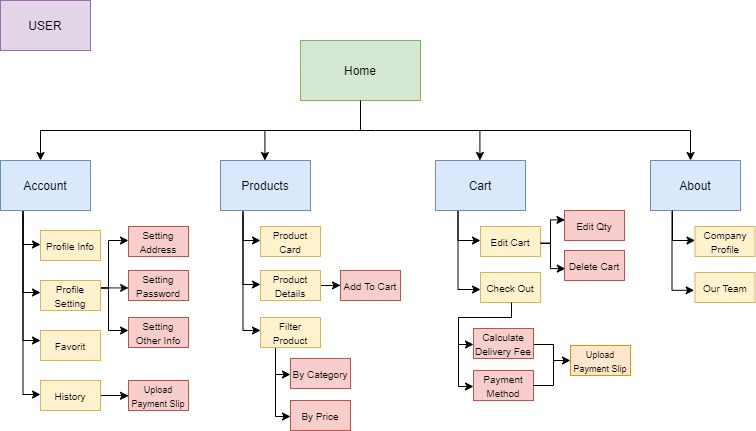 USER
Home
Account
Products
Cart
About
Profile Info
Setting
Address
Profile
Setting
Setting
Password
Setting
Other Info
Favorit
History
Upload
Payment Slip
Product
Card
Product
Details
Add To Cart
Filter
Product
By Category
By Price
Edit Cart
Edit Qty
Delete Cart
Check Out
Calculate
Delivery Fee
Payment
Method
Upload
Payment Slip
Company
Profile
Our Team